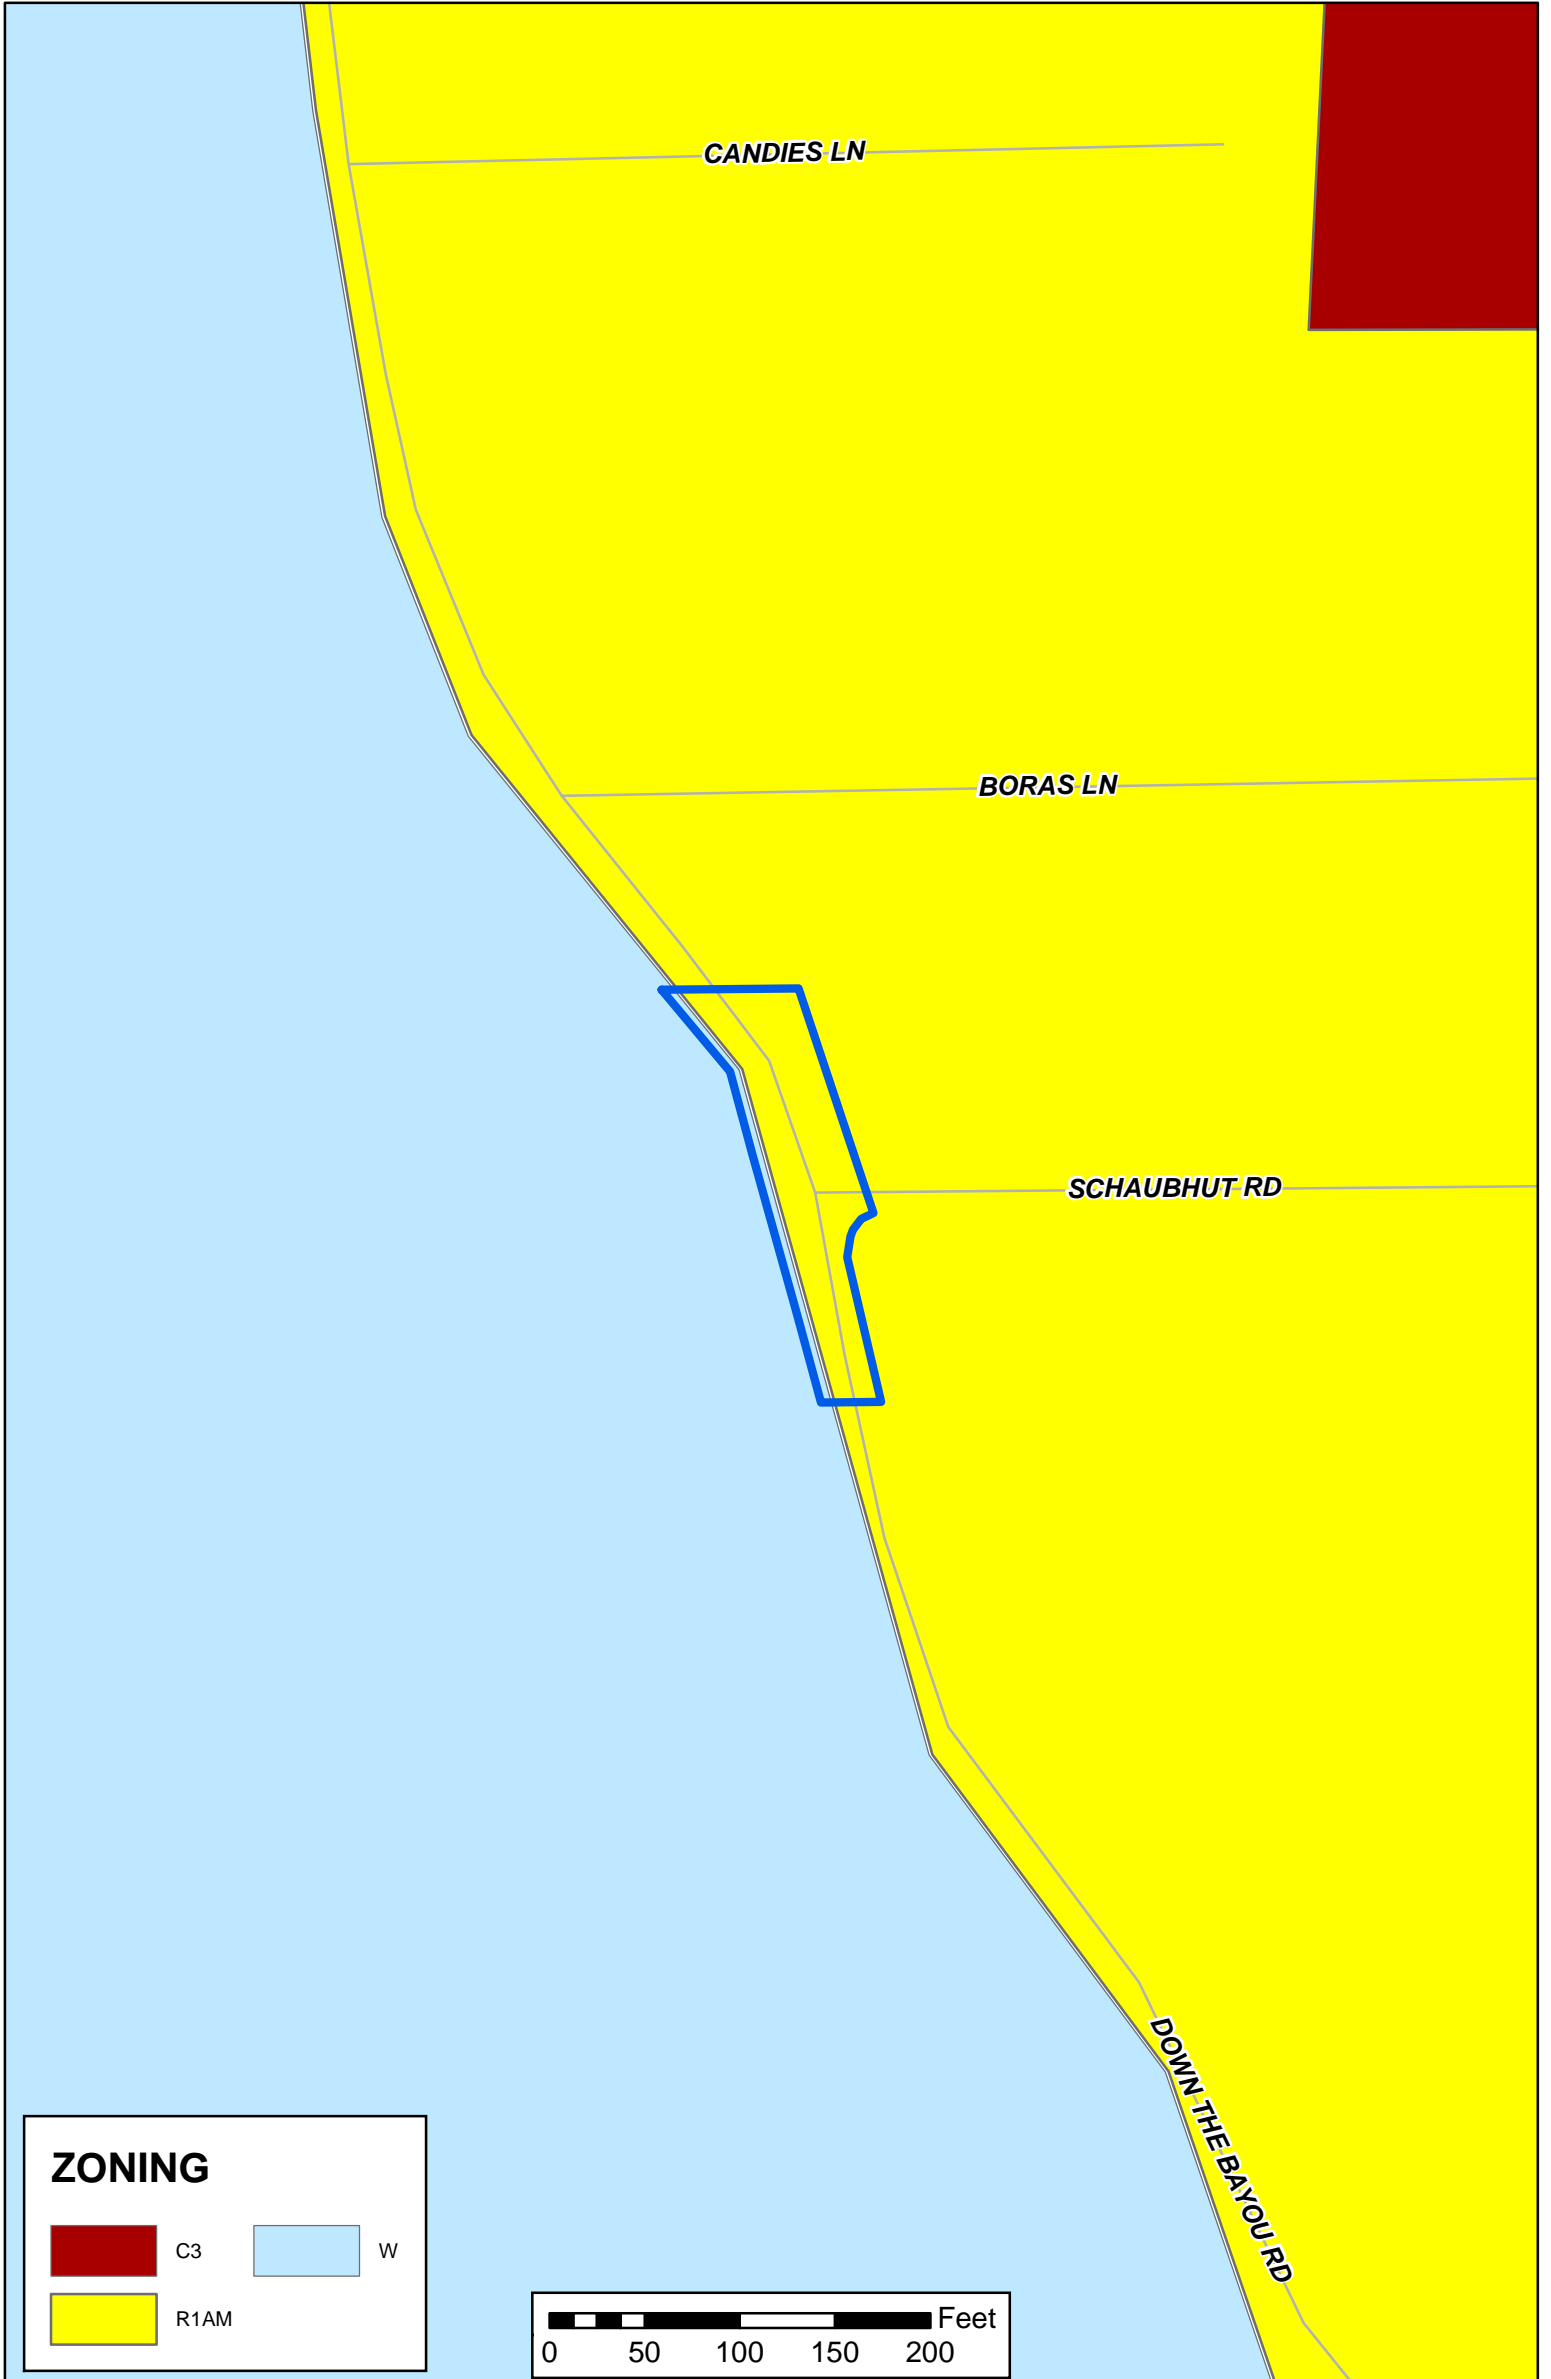 CANDIES LN
BORAS LN
SCHAUBHUT RD
DOWN THE BAYOU RD
ZONING
C3 W
R1AM
Feet
0 50 100 150 200